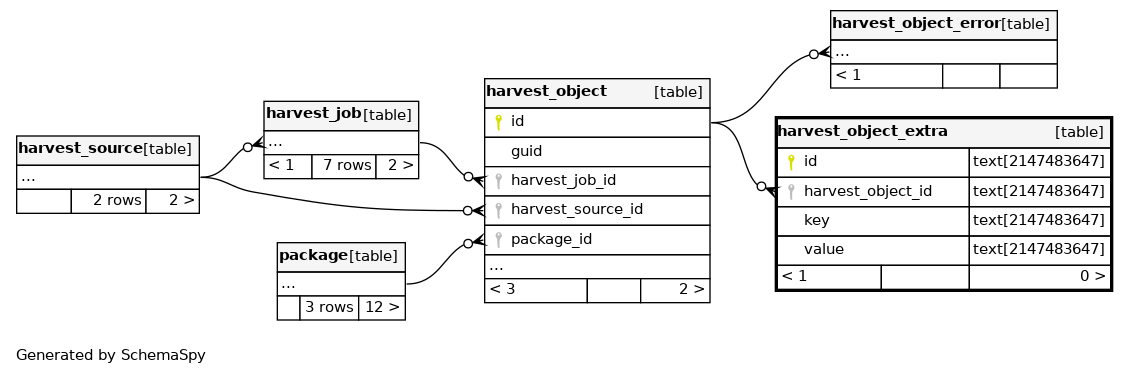 harvest_source[table]
...
2 rows 2 >
harvest_job[table]
...
< 1 7 rows 2 >
package[table]
...
3 rows 12 >
harvest_object [table]
id
guid
harvest_job_id
harvest_source_id
package_id
...
< 3 2 >
harvest_object_error[table]
...
< 1
harvest_object_extra [table]
id text[2147483647]
harvest_object_id text[2147483647]
key text[2147483647]
value text[2147483647]
< 1 0 >
Generated by SchemaSpy